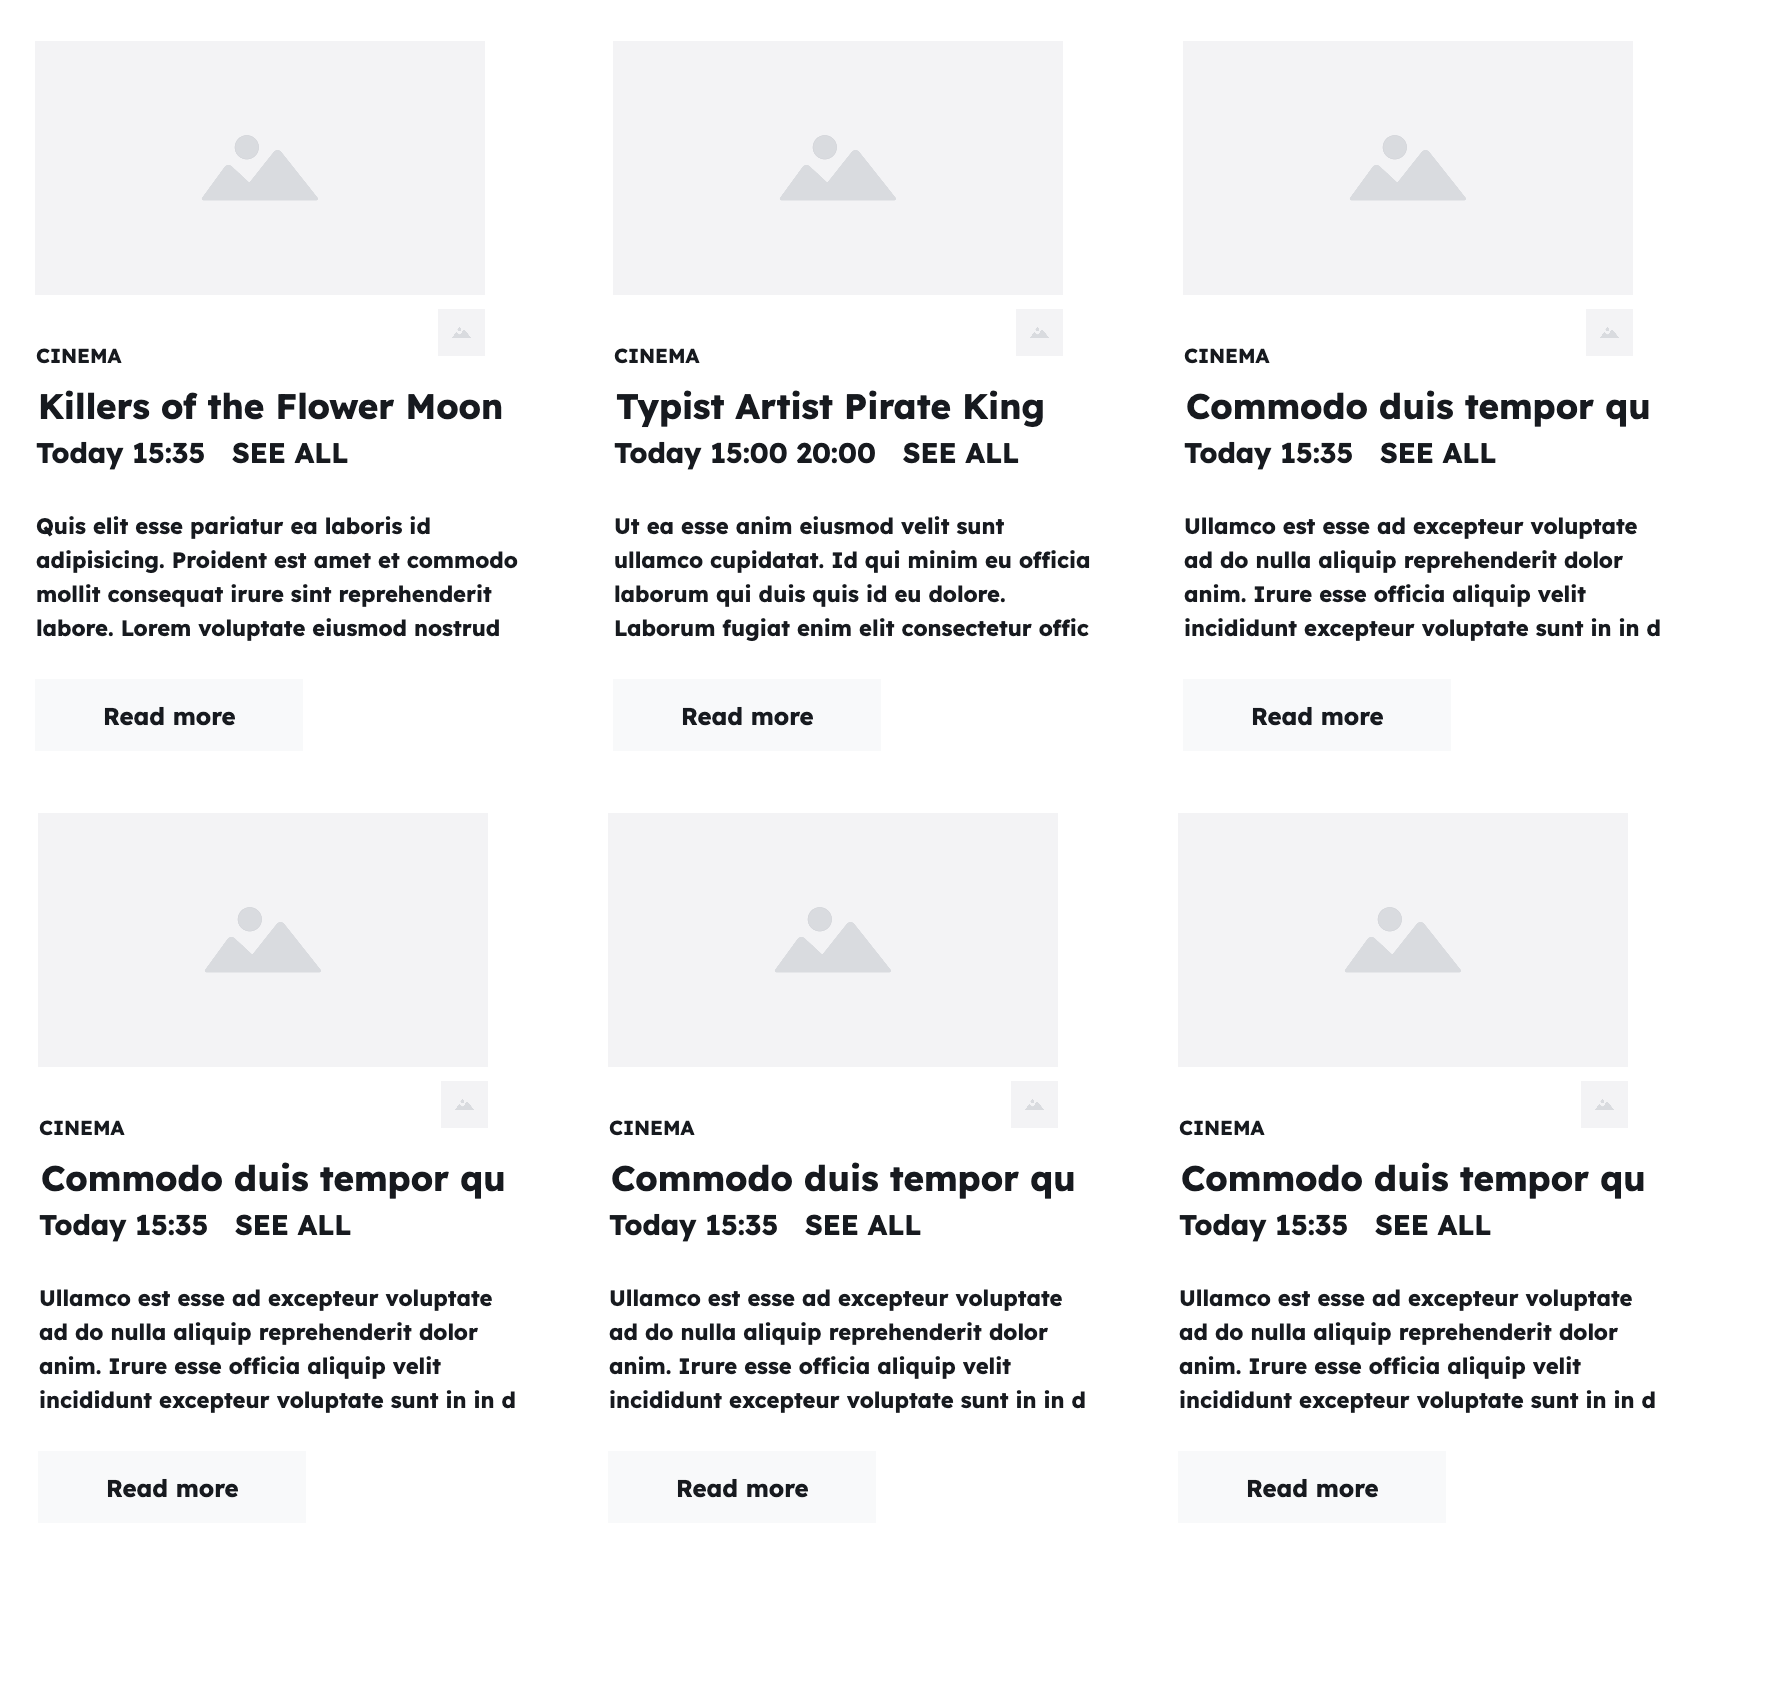 CINEMA
Killers of the Flower Moon
Today 15:35 SEE ALL
Quis elit esse pariatur ea laboris id
adipisicing. Proident est amet et commodo
mollit consequat irure sint reprehenderit
labore. Lorem voluptate eiusmod nostrud
Read more
CINEMA
Typist Artist Pirate King
Today 15:00 20:00 SEE ALL
Ut ea esse anim eiusmod velit sunt
ullamco cupidatat. Id qui minim eu officia
laborum qui duis quis id eu dolore.
Laborum fugiat enim elit consectetur offic
Read more
CINEMA
Commodo duis tempor qu
Today 15:35 SEE ALL
Ullamco est esse ad excepteur voluptate
ad do nulla aliquip reprehenderit dolor
anim. Irure esse officia aliquip velit
incididunt excepteur voluptate sunt in in d
Read more
CINEMA
Commodo duis tempor qu
Today 15:35 SEE ALL
Ullamco est esse ad excepteur voluptate
ad do nulla aliquip reprehenderit dolor
anim. Irure esse officia aliquip velit
incididunt excepteur voluptate sunt in in d
Read more
CINEMA
Commodo duis tempor qu
Today 15:35 SEE ALL
Ullamco est esse ad excepteur voluptate
ad do nulla aliquip reprehenderit dolor
anim. Irure esse officia aliquip velit
incididunt excepteur voluptate sunt in in d
Read more
CINEMA
Commodo duis tempor qu
Today 15:35 SEE ALL
Ullamco est esse ad excepteur voluptate
ad do nulla aliquip reprehenderit dolor
anim. Irure esse officia aliquip velit
incididunt excepteur voluptate sunt in in d
Read more